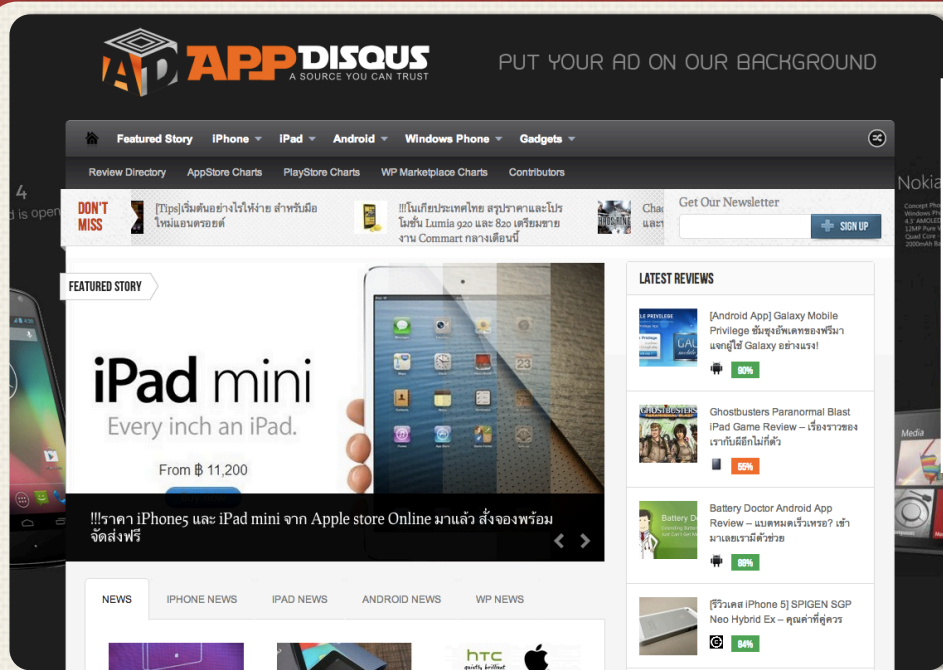 APPDISQUS
A SOURCE YOU CAN TRUST
PUT YOUR AD ON OUR BACKGROUND
Featured Story iPhone iPad Android Windows Phone Gadgets
Review Directory AppStore Charts PlayStore Charts WP Marketplace Charts Contributors
4
d is open
Nokia
DON'T
MISS
[Tips]เริ่มต้นอย่างไรให้ง่าย สำหรับมือ
ใหม่แอนดรอยด์
!!!โนเกียประเทศไทย สรุปราคาและโปร
โมชั่น Lumia 920 และ 820 เตรียมขาย
งาน Commart กลางเดือนนี้
Get Our Newsletter
SIGN UP
FEATURED STORY
iPad mini
Every inch an iPad.
From ฿ 11,200
!!!ราคา iPhone5 และ iPad mini จาก Apple store Online มาแล้ว สั่งจองพร้อม
จัดส่งฟรี
LATEST REVIEWS
[Android App] Galaxy Mobile
Privilege ชัมชุงอัพเดทของฟรีมา
แจกผู้ใช้ Galaxy อย่างแรง!
90%
Ghostbusters Paranormal Blast
iPad Game Review – เรื่องราวของ
เรากับผีอีกไม่กี่ตัว
55%
Battery Doctor Android App
Review – แบตหมดเร็วเหรอ? เข้า
มาเลยเรามีตัวช่วย
[รีวิวเคส iPhone 5] SPIGEN SGP
Neo Hybrid Ex – คุณค่าที่คู่ควร
84%
Media
NEWS IPHONE NEWS IPAD NEWS ANDROID NEWS WP NEWS
hTC
quietly brilliant